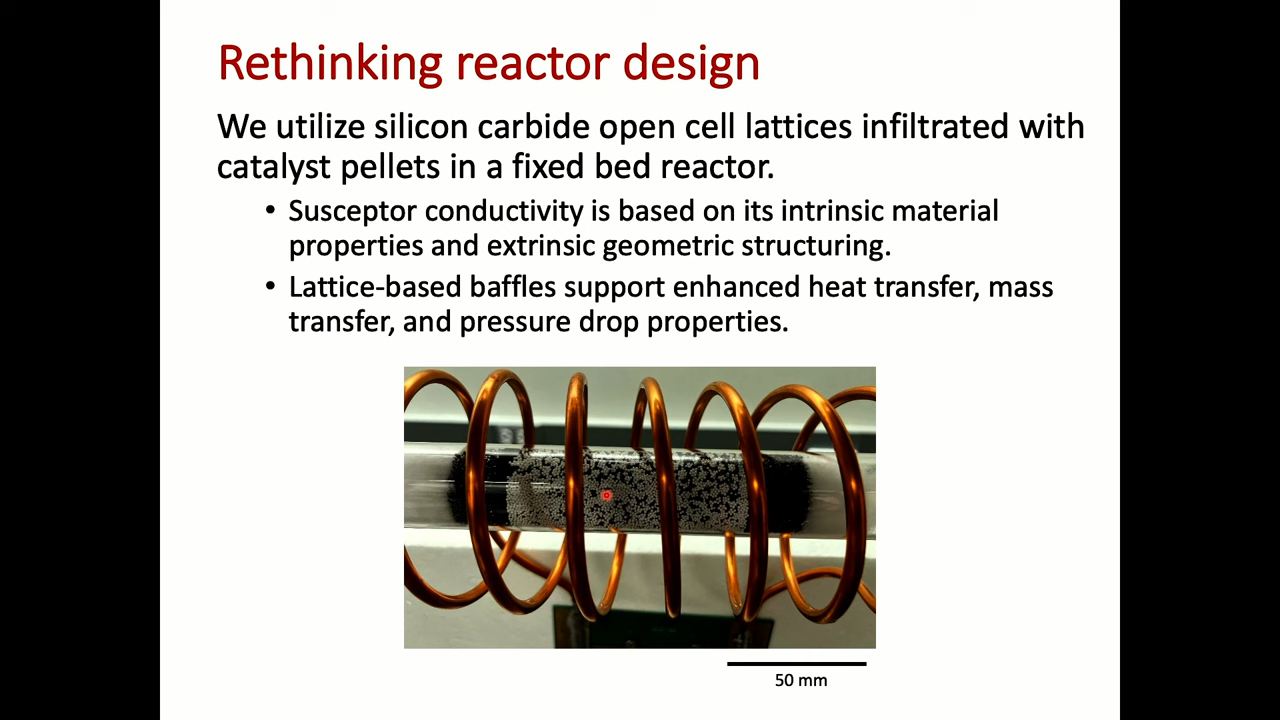 Rethinking reactor design
We utilize silicon carbide open cell lattices infiltrated with
catalyst pellets in a fixed bed reactor.
• Susceptor conductivity is based on its intrinsic material
properties and extrinsic geometric structuring.
• Lattice-based baffles support enhanced heat transfer, mass
transfer, and pressure drop properties.
50 mm